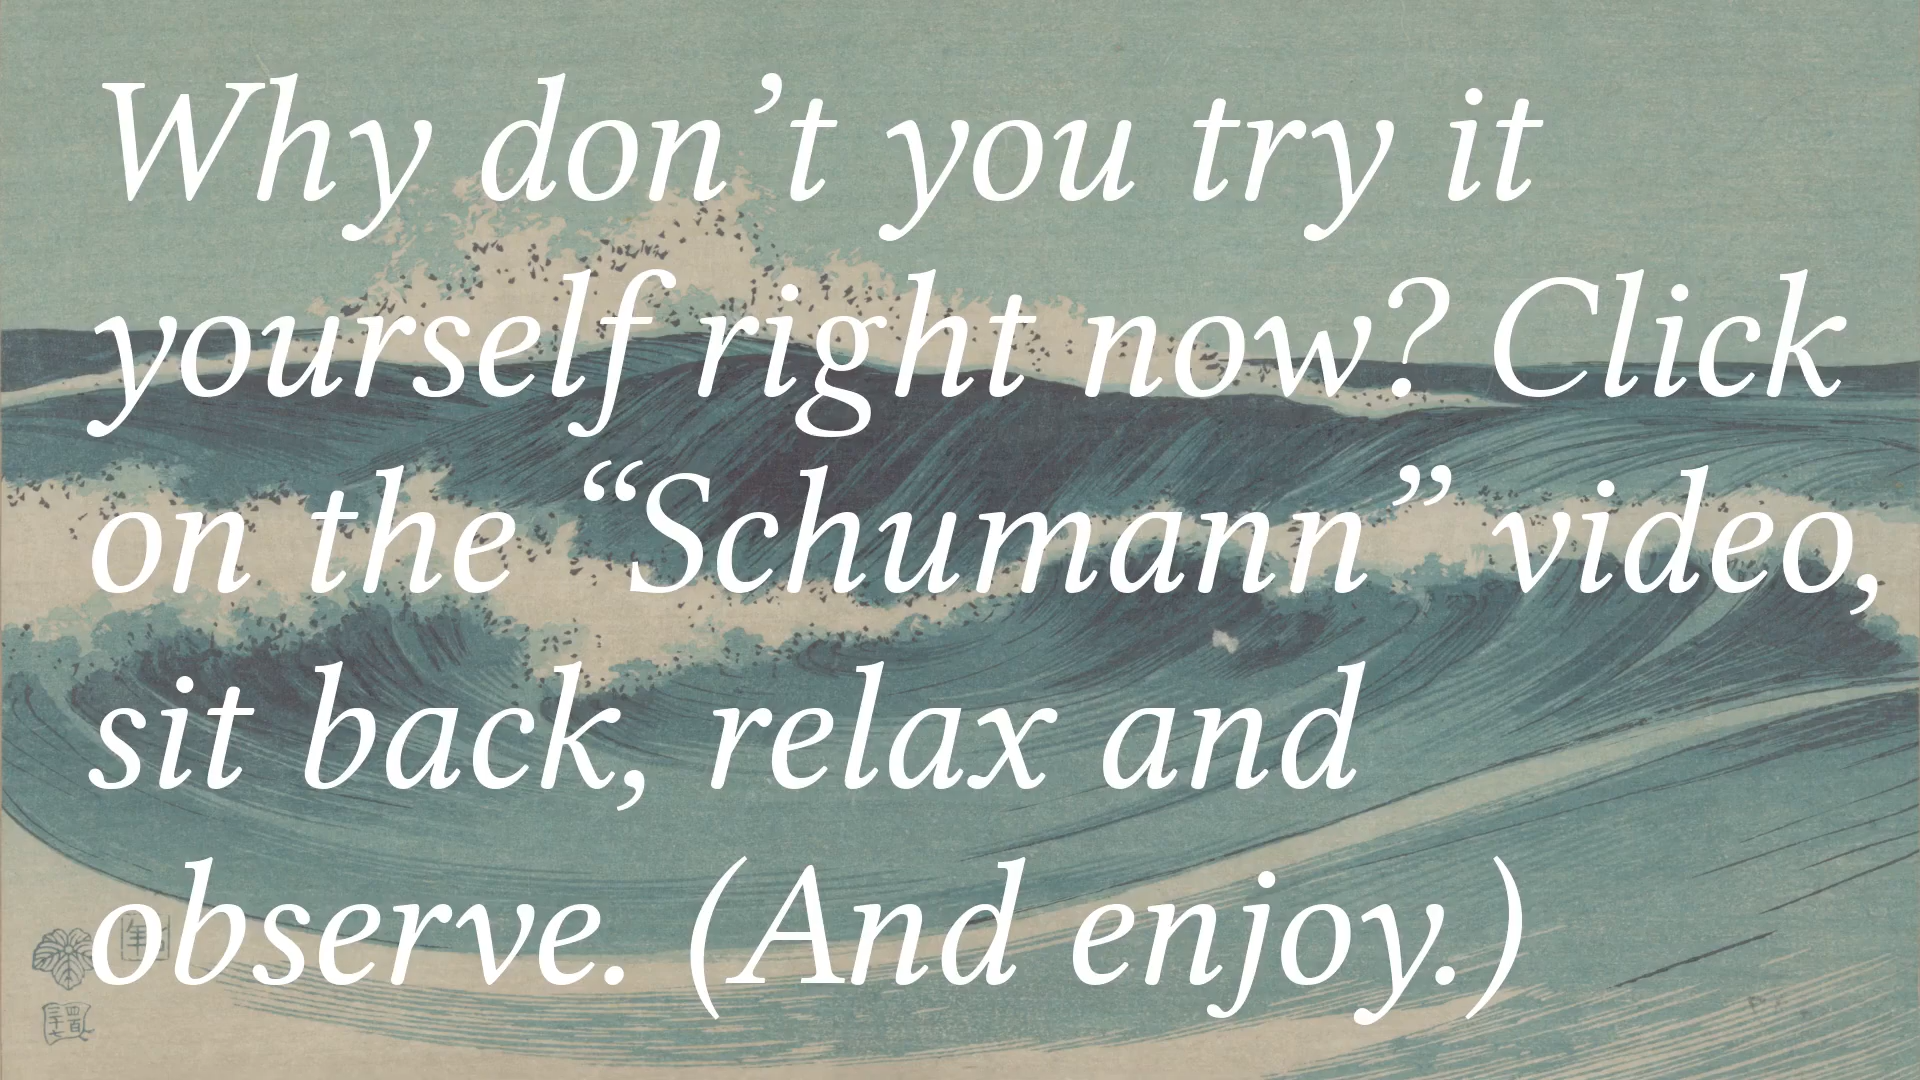 Why don’t you try it
yourself right now? Click
on the “Schumann” video,
sit back, relax and
observe. (And enjoy.)